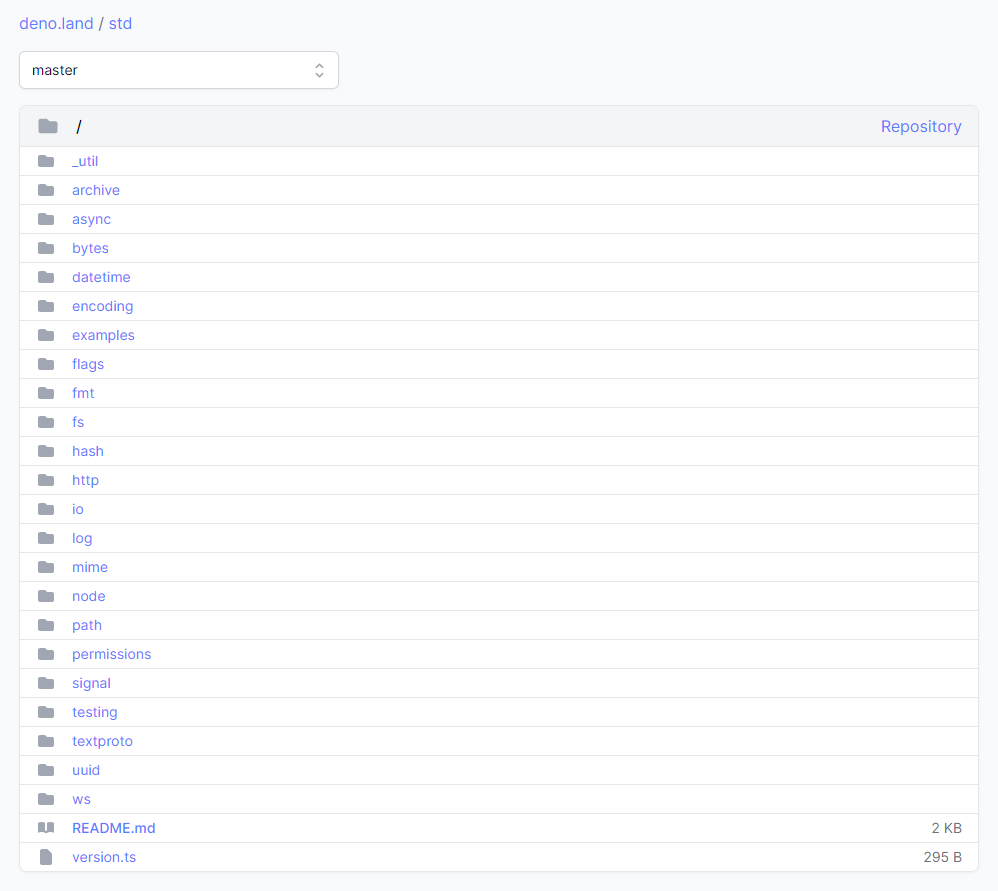 deno.land / std
master
/ Repository
_util
archive
async
bytes
datetime
encoding
examples
flags
fmt
fs
hash
http
io
log
mime
node
path
permissions
signal
testing
textproto
uuid
ws
README.md 2 KB
version.ts 295 B